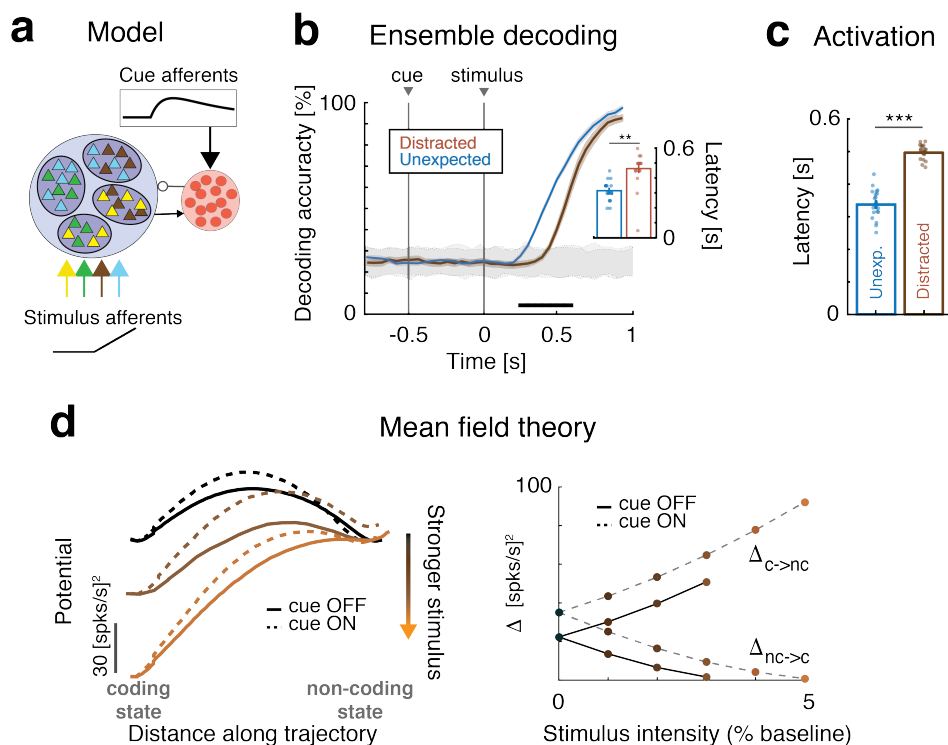 a
Model
Cue afferents
Stimulus afferents
b
Ensemble decoding
cue
stimulus
Decoding accuracty [%]
100
0
Distracted
Unexpected
**
0.6
0
Latency [s]
-0.5
0
0.5
1
Time [s]
c
Activation
***
0.6
0
Latency [s]
Unexp.
Distracted
d
Mean field theory
Potential
30 [spks/s]²
cue OFF
cue ON
Stronger stimulus
coding
state
non-coding
state
Distance along trajectory
100
Δ [spks/s]²
cue OFF
cue ON
Δc->nc
Δnc->c
0
5
Stimulus intensity (% baseline)